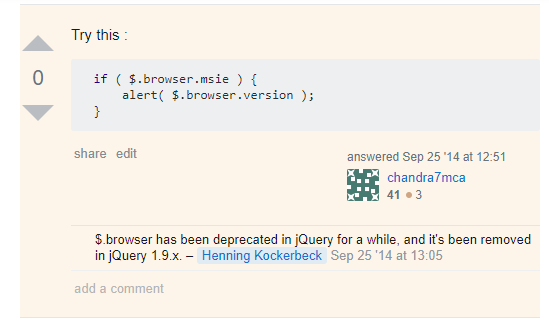 Try this :
0
if ( $.browser.msie ) {
    alert( $.browser.version );
}
share edit
answered Sep 25 '14 at 12:51
chandra7mca
41 ●3
$.browser has been deprecated in jQuery for a while, and it's been removed
in jQuery 1.9.x. – Henning Kockerbeck Sep 25 '14 at 13:05
add a comment